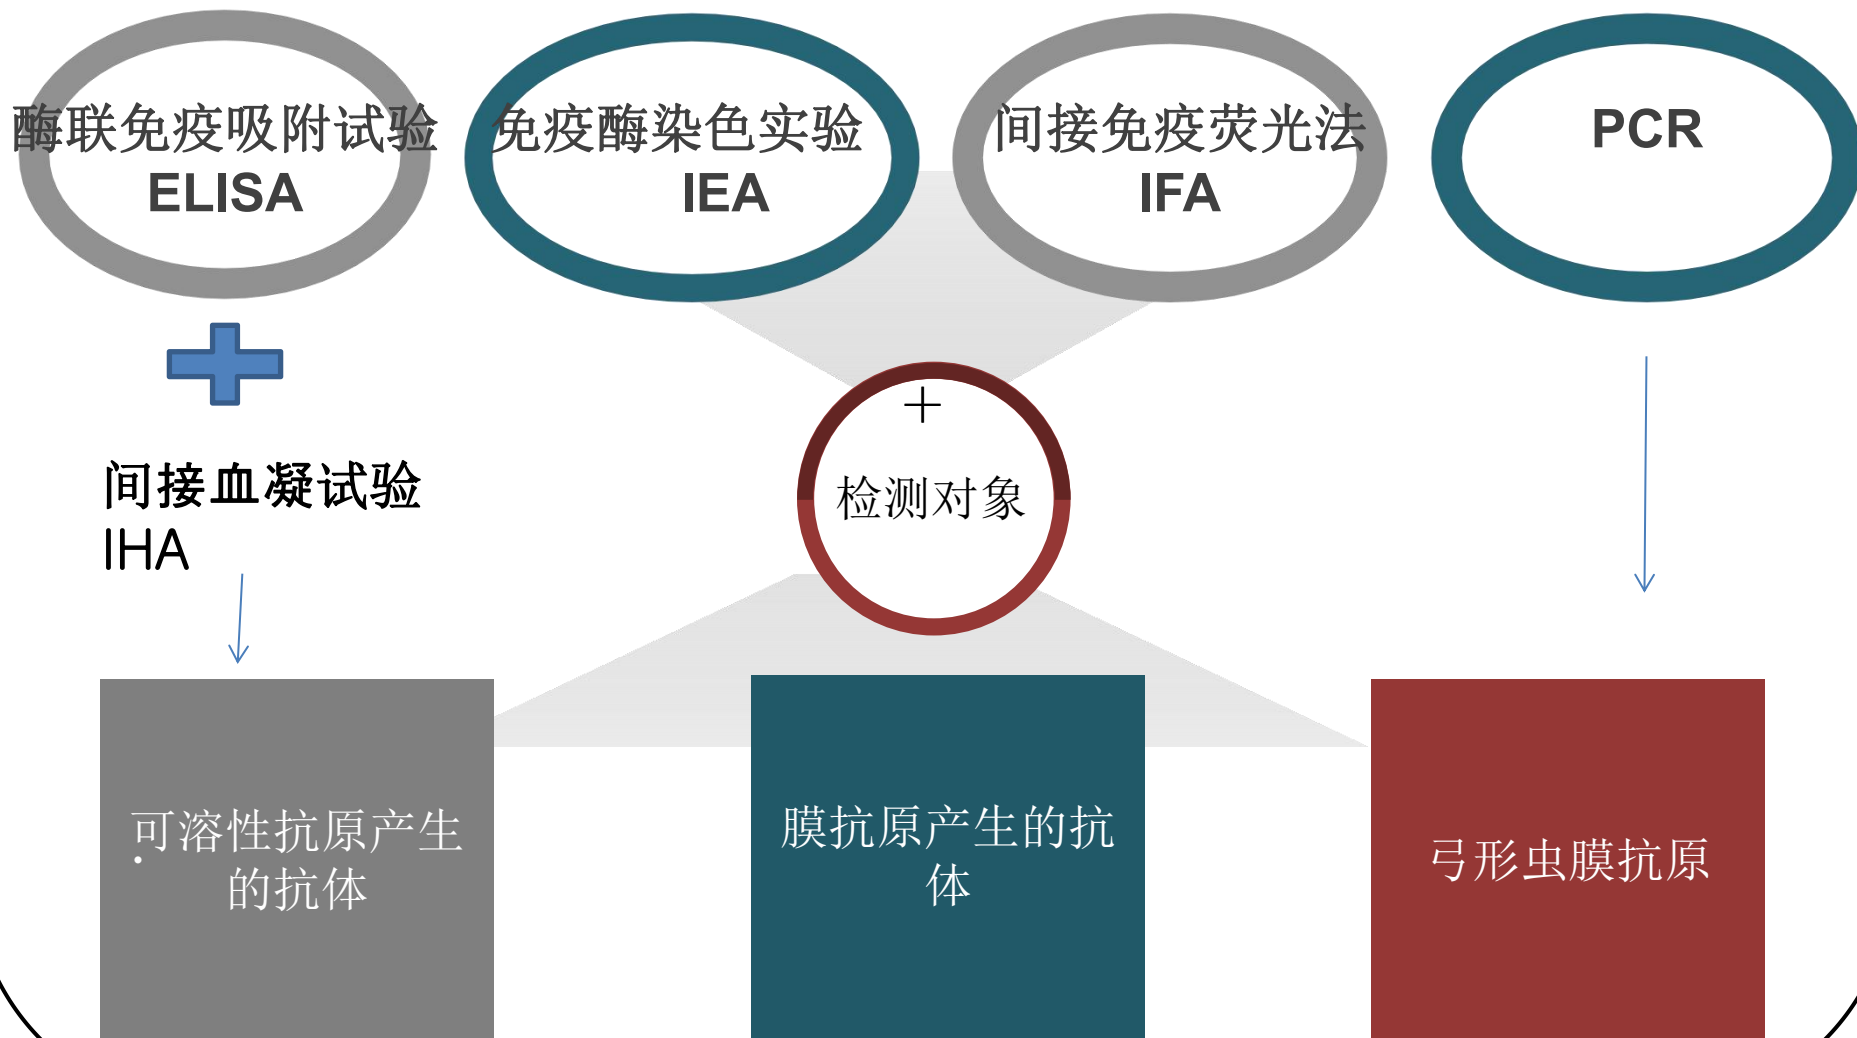 酶联免疫吸附试验
ELISA
免疫酶染色实验
IEA
间接免疫荧光法
IFA
PCR
间接血凝试验
IHA
+
检测对象
可溶性抗原产生
的抗体
膜抗原产生的抗
体
弓形虫膜抗原